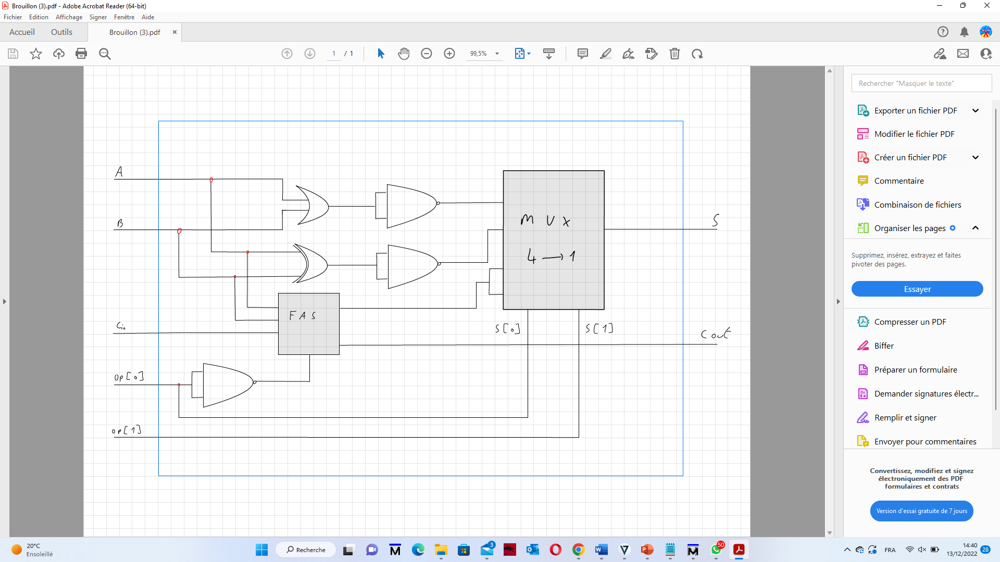 Brouillon (3).pdf - Adobe Acrobat Reader (64-bit)
Fichier Edition Affichage Signer Fenêtre Aide
Accueil Outils Brouillon (3).pdf
1 / 1 99,5%
Rechercher "Masquer le texte"
Exporter un fichier PDF
Modifier le fichier PDF
Créer un fichier PDF
Commentaire
Combinaison de fichiers
Organiser les pages
Supprimez, insérez, extrayez et faites
pivoter des pages.
Essayer
Compresser un PDF
Biffer
Préparer un formulaire
Demander signatures électr...
Remplir et signer
Envoyer pour commentaires
Convertissez, modifiez et signez
électroniquement des PDF
formulaires et contrats
Version d'essai gratuite de 7 jours
A
B
MUX
4 → 1
S
FAS
Cin
S[0]
S[1]
Cout
Op[0]
op[1]
20°C
Ensoleillé
Recherche
3
50
FRA
14:40
13/12/2022
28